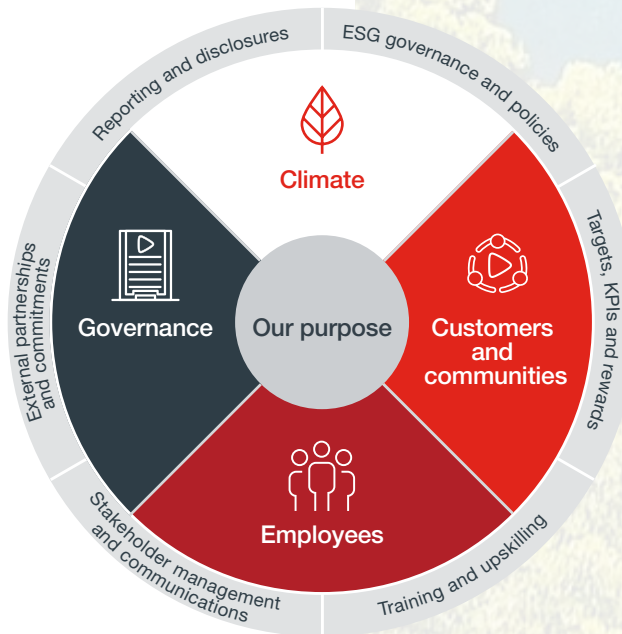 Reporting and disclosures
ESG governance and policies
Climate
Targets, KPIs and rewards
External partnerships
and commitments
Governance
Our purpose
Customers
and
communities
Employees
Stakeholder management
and communications
Training and upskilling